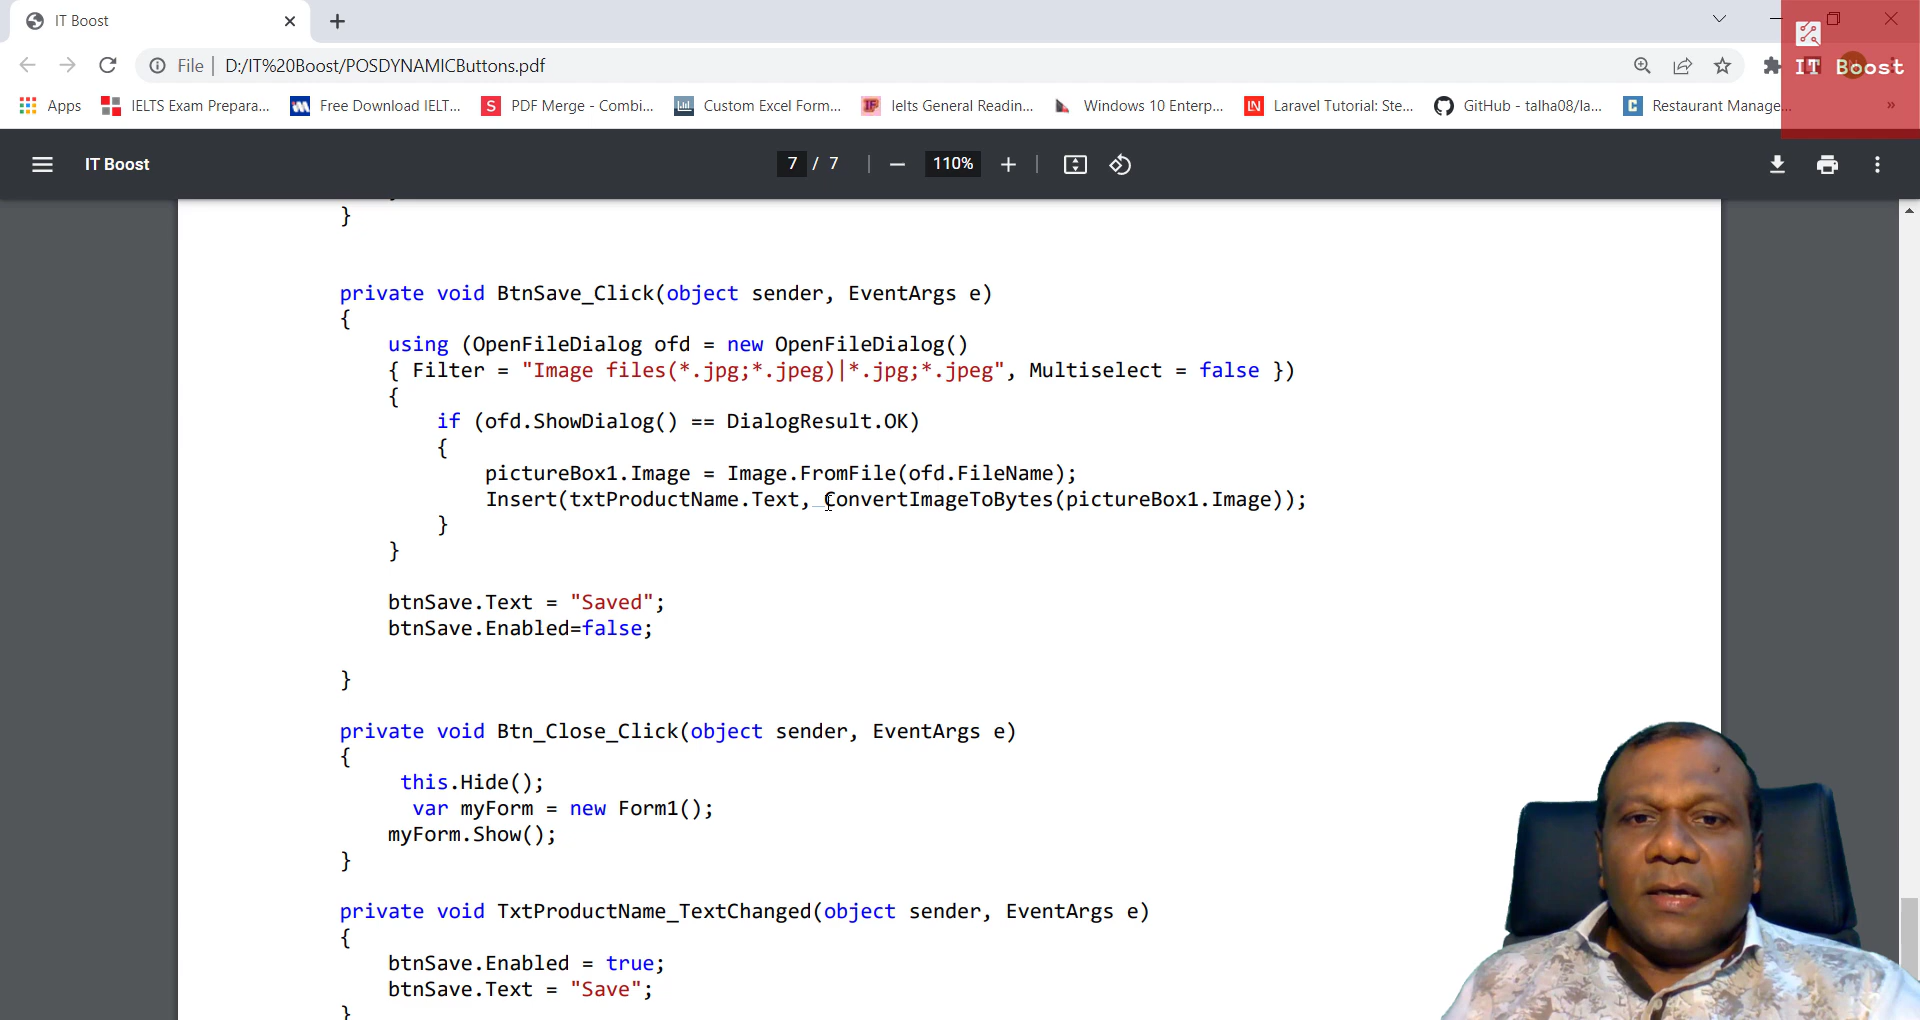 IT Boost
File | D:/IT%20Boost/POSDYNAMICButtons.pdf
IT Boost
Apps IELTS Exam Prepara... Free Download IELT... PDF Merge - Combi... Custom Excel Form... Ielts General Readin... Windows 10 Enterp... Laravel Tutorial: Ste... GitHub - talha08/la... Restaurant Manage... »
IT Boost 7 / 7 110%
}
private void BtnSave_Click(object sender, EventArgs e)
{
using (OpenFileDialog ofd = new OpenFileDialog()
{ Filter = "Image files(*.jpg;*.jpeg)|*.jpg;*.jpeg", Multiselect = false })
{
if (ofd.ShowDialog() == DialogResult.OK)
{
pictureBox1.Image = Image.FromFile(ofd.FileName);
Insert(txtProductName.Text, ConvertImageToBytes(pictureBox1.Image));
}
}
btnSave.Text = "Saved";
btnSave.Enabled=false;
}
private void Btn_Close_Click(object sender, EventArgs e)
{
this.Hide();
var myForm = new Form1();
myForm.Show();
}
private void TxtProductName_TextChanged(object sender, EventArgs e)
{
btnSave.Enabled = true;
btnSave.Text = "Save";
}